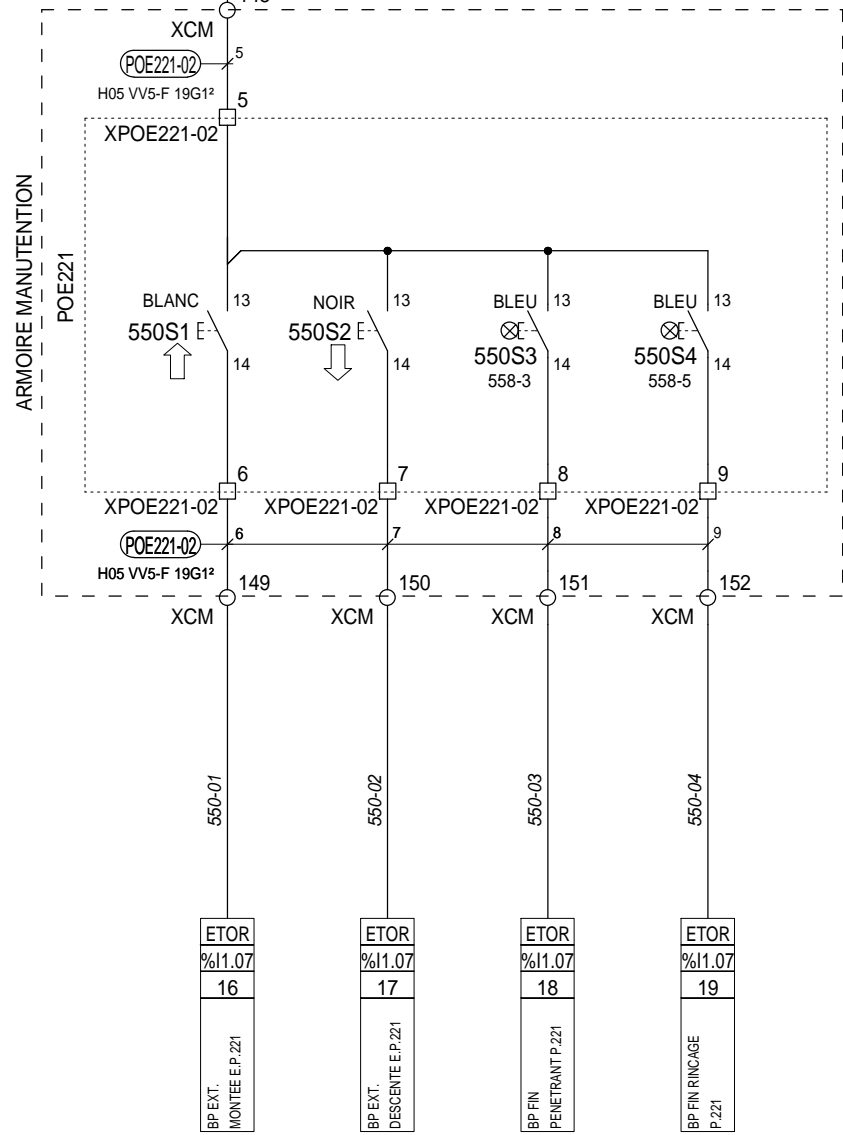 XCM
POE221-02
5
H05 VV5-F 19G1²
5
XPOE221-02
ARMOIRE MANUTENTION
POE221
BLANC
13
550S1
14
NOIR
13
550S2
14
BLEU
13
550S3
14
558-3
BLEU
13
550S4
14
558-5
6
7
8
9
XPOE221-02
XPOE221-02
XPOE221-02
XPOE221-02
POE221-02
6
7
8
9
H05 VV5-F 19G1²
149
150
151
152
XCM
XCM
XCM
XCM
550-01
550-02
550-03
550-04
ETOR
%I1.07
16
BP EXT.
MONTEE E.P.221
ETOR
%I1.07
17
BP EXT.
DESCENTE E.P.221
ETOR
%I1.07
18
BP FIN
PENETRANT P.221
ETOR
%I1.07
19
BP FIN RINCAGE
P.221